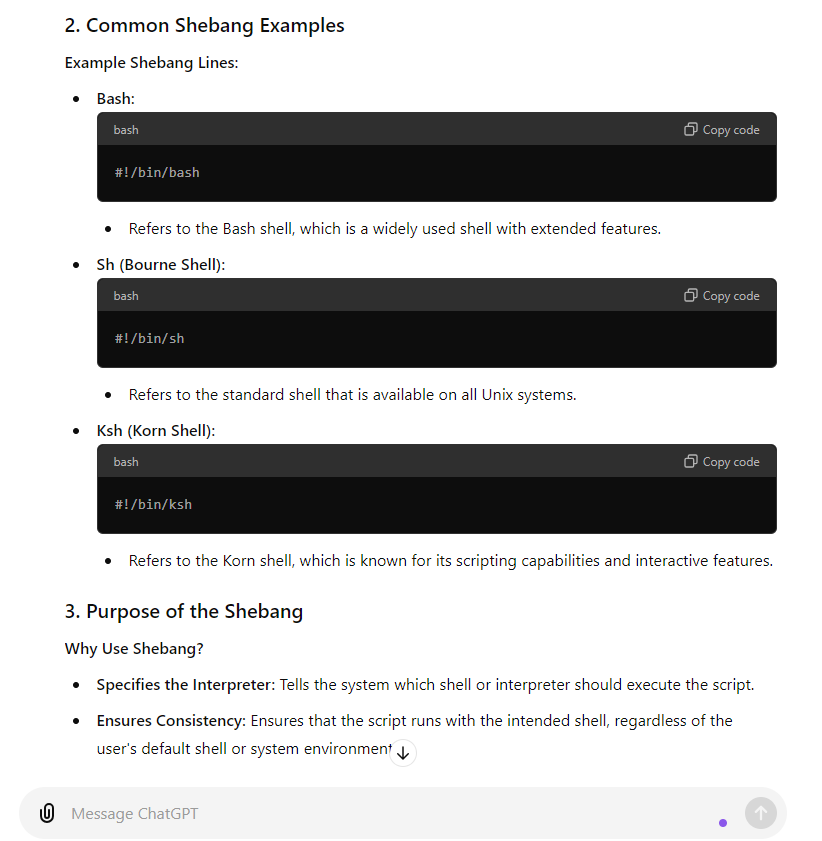 2. Common Shebang Examples
Example Shebang Lines:
Bash:
bash
Copy code
#!/bin/bash
Refers to the Bash shell, which is a widely used shell with extended features.
Sh (Bourne Shell):
bash
Copy code
#!/bin/sh
Refers to the standard shell that is available on all Unix systems.
Ksh (Korn Shell):
bash
Copy code
#!/bin/ksh
Refers to the Korn shell, which is known for its scripting capabilities and interactive features.
3. Purpose of the Shebang
Why Use Shebang?
Specifies the Interpreter: Tells the system which shell or interpreter should execute the script.
Ensures Consistency: Ensures that the script runs with the intended shell, regardless of the
user's default shell or system environment
Message ChatGPT